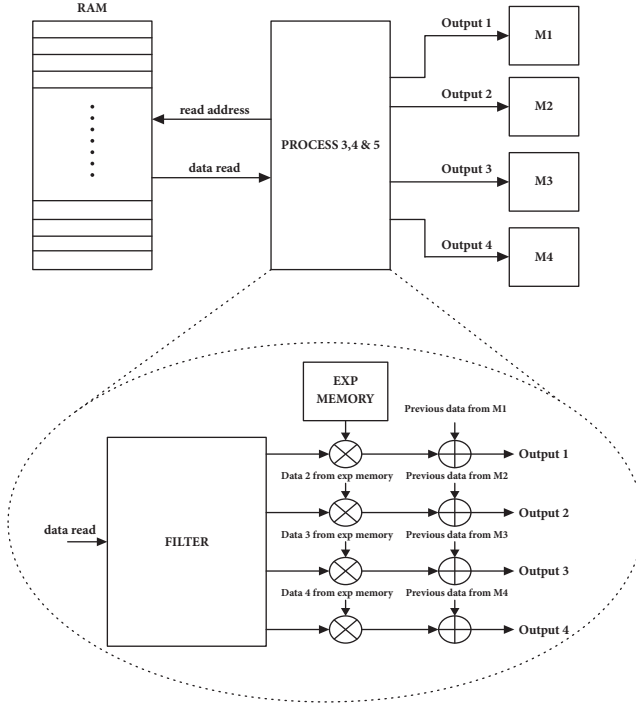 RAM
Output 1
M1
Output 2
M2
read address
PROCESS 3,4 & 5
data read
Output 3
M3
Output 4
M4
EXP
MEMORY
Previous data from M1
Output 1
Data 2 from exp memory
Previous data from M2
Output 2
data read
FILTER
Data 3 from exp memory
Previous data from M3
Output 3
Data 4 from exp memory
Previous data from M4
Output 4